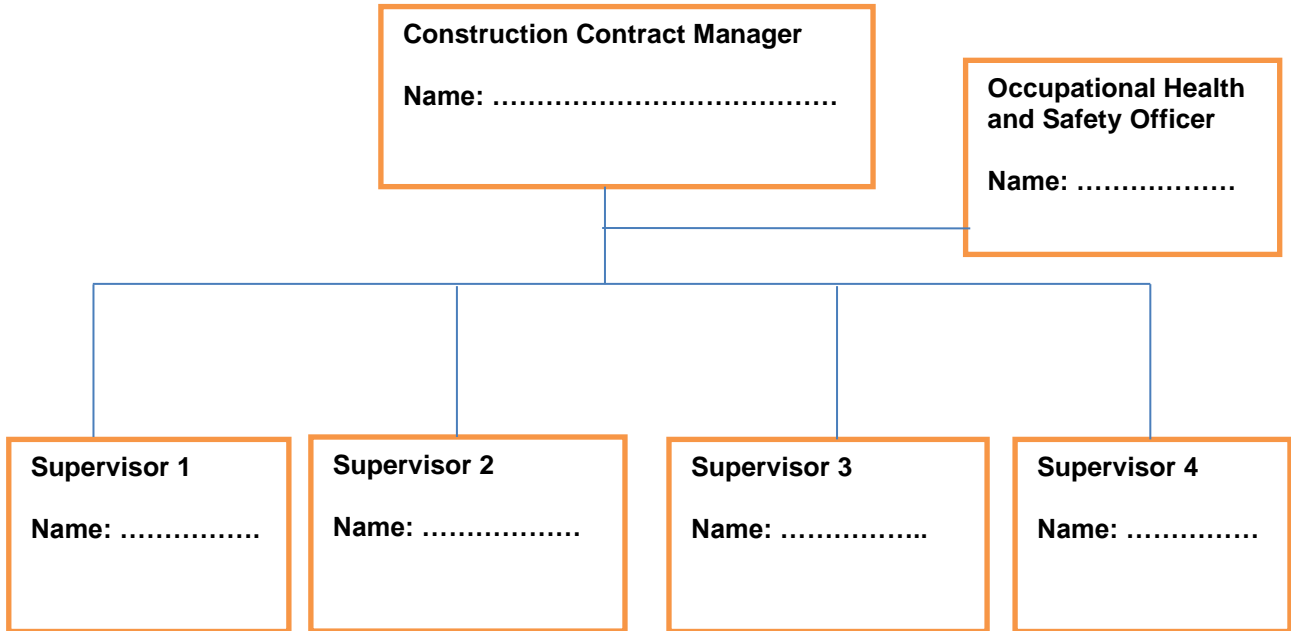 Construction Contract Manager
Name: …………………………………
Occupational Health
and Safety Officer
Name: ………………
Supervisor 1
Name: …………….
Supervisor 2
Name: ………………
Supervisor 3
Name: ……………..
Supervisor 4
Name: ……………